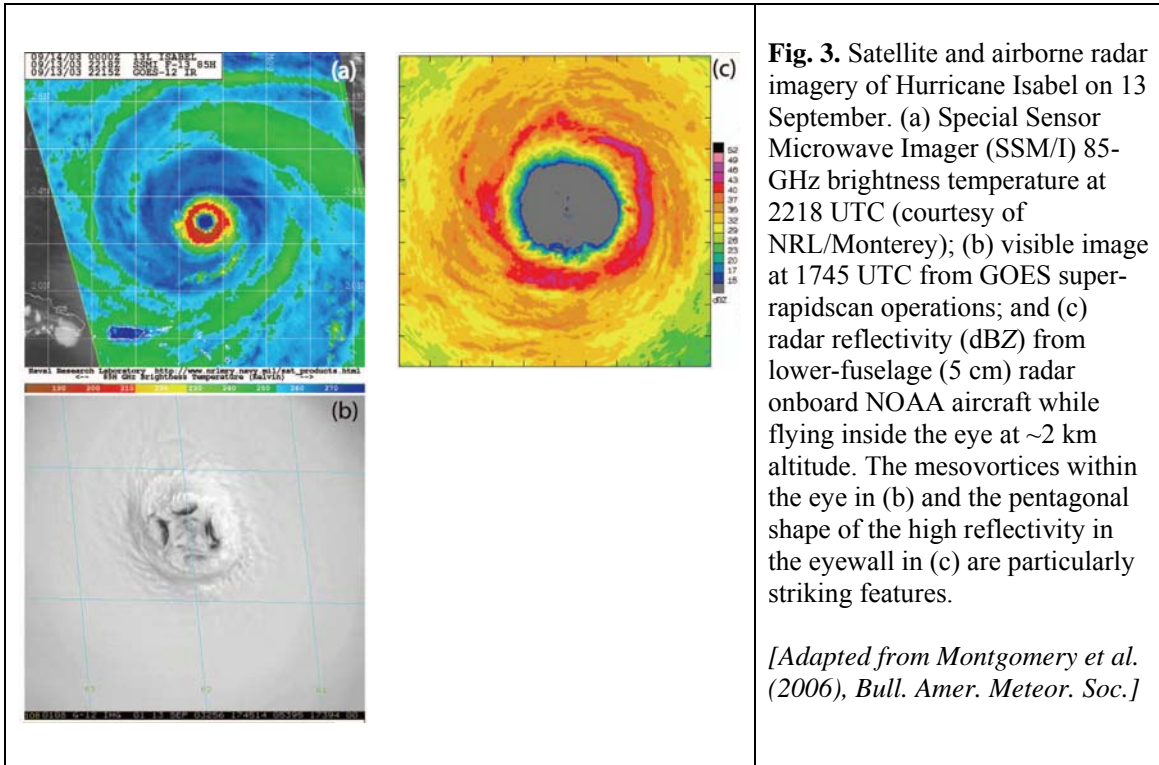 09/14/03 0000Z 13L ISABEL
09/13/03 2218Z SSMI F-13 85H
09/13/03 2215Z GOES-12 IR
(a)
Naval Research Laboratory http://www.nrlmry.navy.mil/sat_products.html
<-- 85H GHz Brightness Temperature (Kelvin) -->
190 200 210 220 230 240 250 260 270
(b)
(c)
52
49
46
43
40
37
36
32
29
26
23
20
17
15
dBZ
Fig. 3. Satellite and airborne radar
imagery of Hurricane Isabel on 13
September. (a) Special Sensor
Microwave Imager (SSM/I) 85-
GHz brightness temperature at
2218 UTC (courtesy of
NRL/Monterey); (b) visible image
at 1745 UTC from GOES super-
rapidscan operations; and (c)
radar reflectivity (dBZ) from
lower-fuselage (5 cm) radar
onboard NOAA aircraft while
flying inside the eye at ~2 km
altitude. The mesovortices within
the eye in (b) and the pentagonal
shape of the high reflectivity in
the eyewall in (c) are particularly
striking features.
[Adapted from Montgomery et al.
(2006), Bull. Amer. Meteor. Soc.]